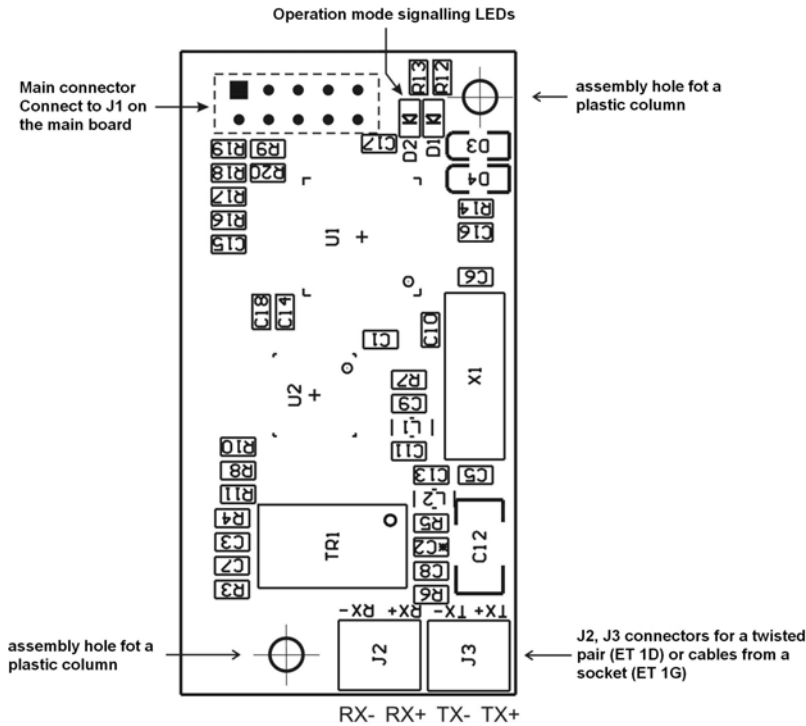 Operation mode signalling LEDs
Main connector
Connect to J1 on
the main board
assembly hole fot a
plastic column
R13
R12
D2
D1
C17
D3
D4
R19
R9
R18
R20
R17
R16
C15
R14
C16
U1
C6
C18
C14
C10
C1
X1
U2
R7
C9
L1
C11
R10
R8
R11
C13
C5
L2
R4
R5
TR1
C3
C2*
C12
C7
C8
R3
R6
RX- RX+ TX- TX+
assembly hole fot a
plastic column
J2
J3
J2, J3 connectors for a twisted
pair (ET 1D) or cables from a
socket (ET 1G)
RX- RX+ TX- TX+